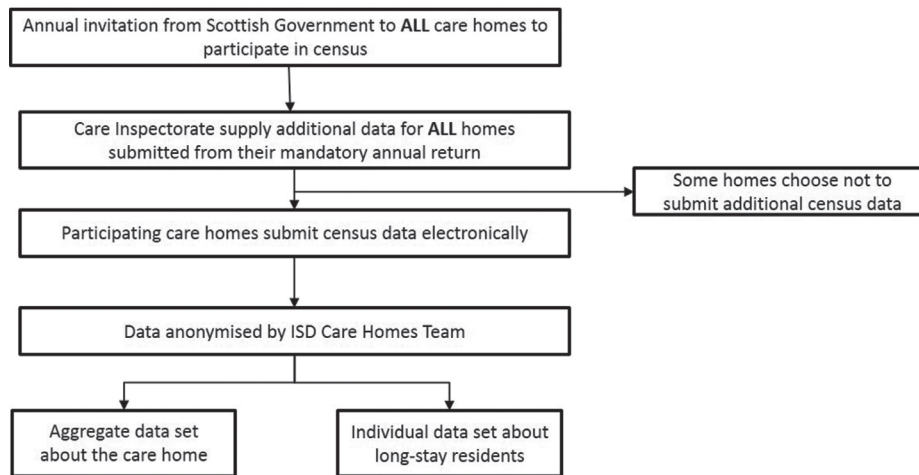 Annual invitation from Scottish Government to ALL care homes to
participate in census
Care Inspectorate supply additional data for ALL homes
submitted from their mandatory annual return
Some homes choose not to
submit additional census data
Participating care homes submit census data electronically
Data anonymised by ISD Care Homes Team
Aggregate data set
about the care home
Individual data set about
long-stay residents